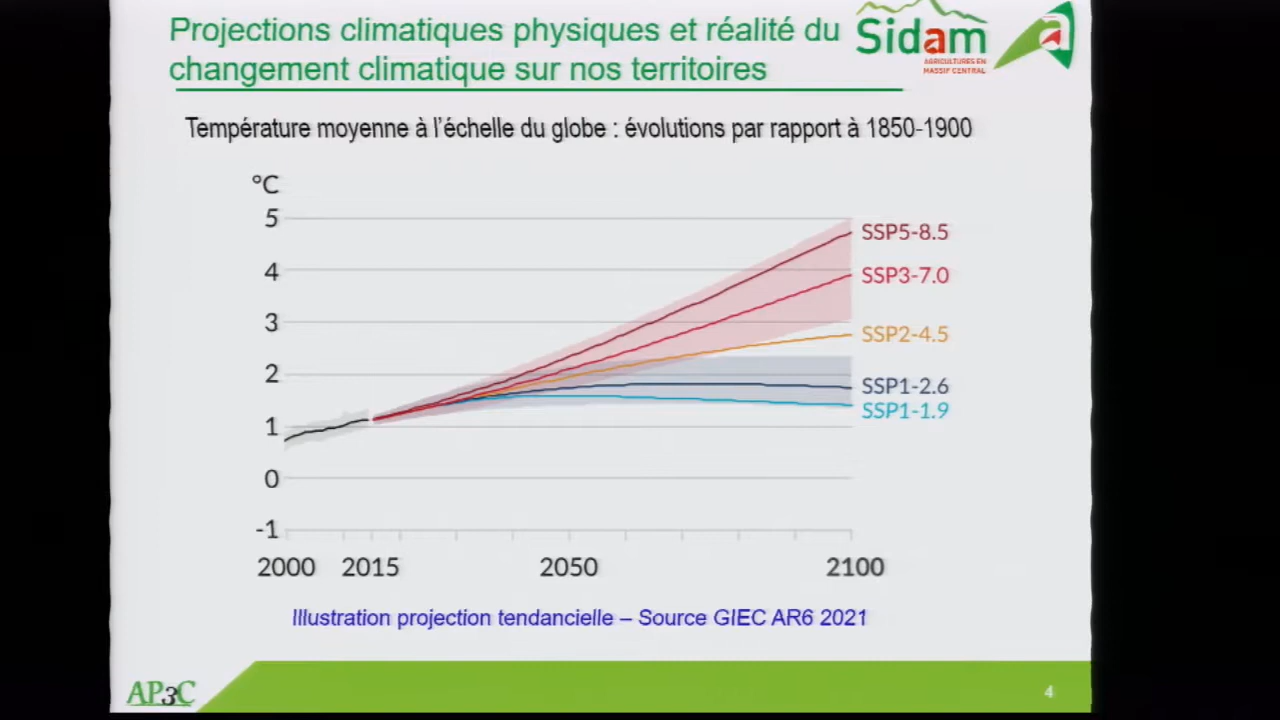 Projections climatiques physiques et réalité du
changement climatique sur nos territoires
Sidam
AGRICULTURES EN
MASSIF CENTRAL
a
Température moyenne à l'échelle du globe : évolutions par rapport à 1850-1900
°C
5
4
3
2
1
0
-1
SSP5-8.5
SSP3-7.0
SSP2-4.5
SSP1-2.6
SSP1-1.9
2000 2015 2050 2100
Illustration projection tendancielle – Source GIEC AR6 2021
AP3C
4